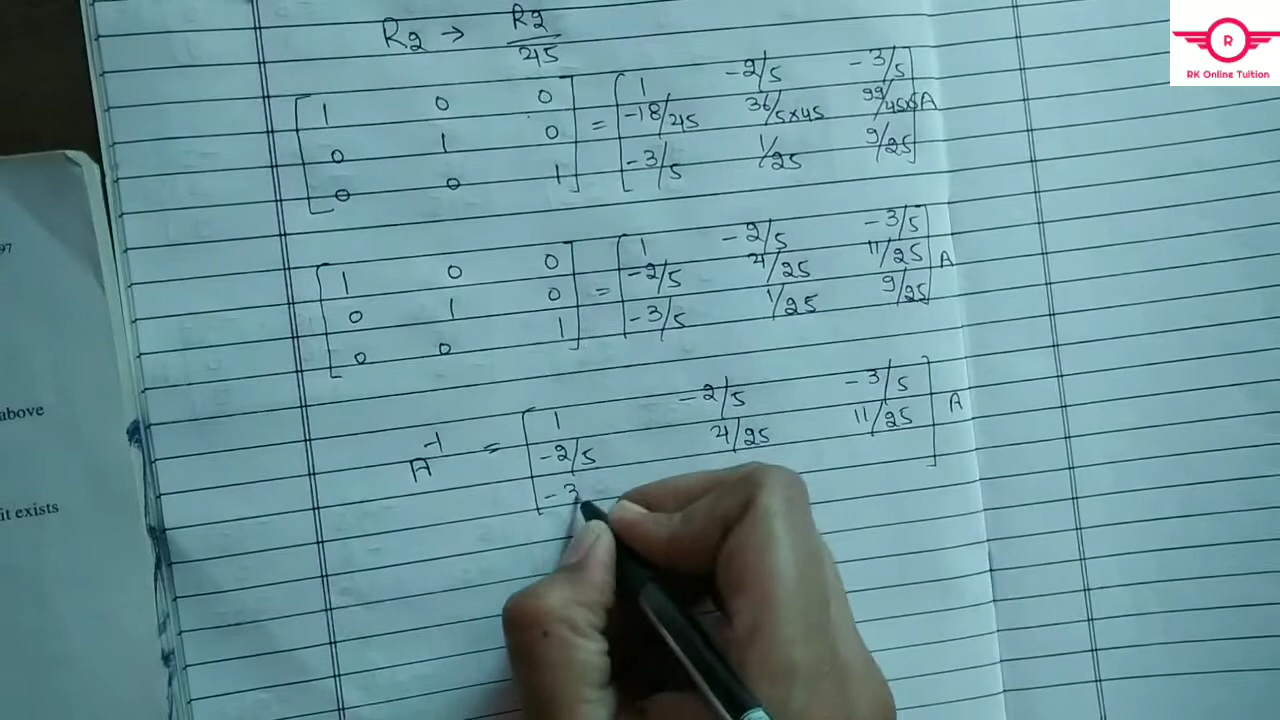 R
RK Online Tuition
R2 → R2/45
1 0 0 = 1 -2/5 -3/5
0 1 0 -18/45 36/5×45 99/45×5 A
0 0 1 -3/5 1/25 9/25
1 0 0 = 1 -2/5 -3/5
0 1 0 -2/5 4/25 11/25 A
0 0 1 -3/5 1/25 9/25
A-1 = 1 -2/5 -3/5 A
-2/5 4/25 11/25
-3
97
above
it exists